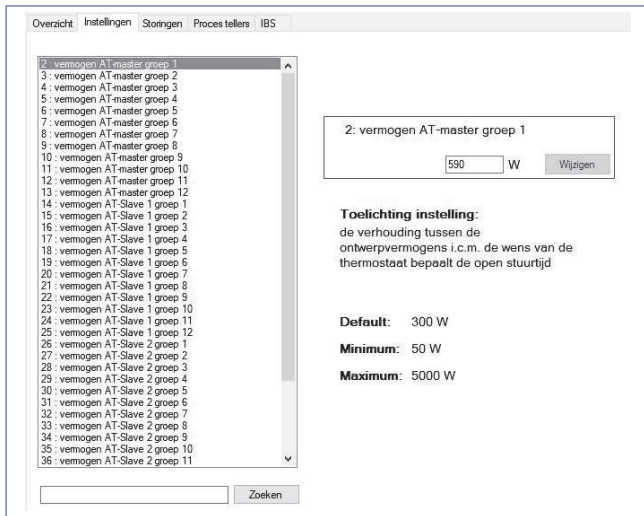 Overzicht Instellingen Storingen Proces tellers IBS
2 : vermogen AT-master groep 1
3 : vermogen AT-master groep 2
4 : vermogen AT-master groep 3
5 : vermogen AT-master groep 4
6 : vermogen AT-master groep 5
7 : vermogen AT-master groep 6
8 : vermogen AT-master groep 7
9 : vermogen AT-master groep 8
10 : vermogen AT-master groep 9
11 : vermogen AT-master groep 10
12 : vermogen AT-master groep 11
13 : vermogen AT-master groep 12
14 : vermogen AT-Slave 1 groep 1
15 : vermogen AT-Slave 1 groep 2
16 : vermogen AT-Slave 1 groep 3
17 : vermogen AT-Slave 1 groep 4
18 : vermogen AT-Slave 1 groep 5
19 : vermogen AT-Slave 1 groep 6
20 : vermogen AT-Slave 1 groep 7
21 : vermogen AT-Slave 1 groep 8
22 : vermogen AT-Slave 1 groep 9
23 : vermogen AT-Slave 1 groep 10
24 : vermogen AT-Slave 1 groep 11
25 : vermogen AT-Slave 1 groep 12
26 : vermogen AT-Slave 2 groep 1
27 : vermogen AT-Slave 2 groep 2
28 : vermogen AT-Slave 2 groep 3
29 : vermogen AT-Slave 2 groep 4
30 : vermogen AT-Slave 2 groep 5
31 : vermogen AT-Slave 2 groep 6
32 : vermogen AT-Slave 2 groep 7
33 : vermogen AT-Slave 2 groep 8
34 : vermogen AT-Slave 2 groep 9
35 : vermogen AT-Slave 2 groep 10
36 : vermogen AT-Slave 2 groep 11
Zoeken
2: vermogen AT-master groep 1
590 W Wijzigen
Toelichting instelling:
de verhouding tussen de
ontwerpvermogens i.c.m. de wens van de
thermostaat bepaalt de open stuurtijd
Default: 300 W
Minimum: 50 W
Maximum: 5000 W